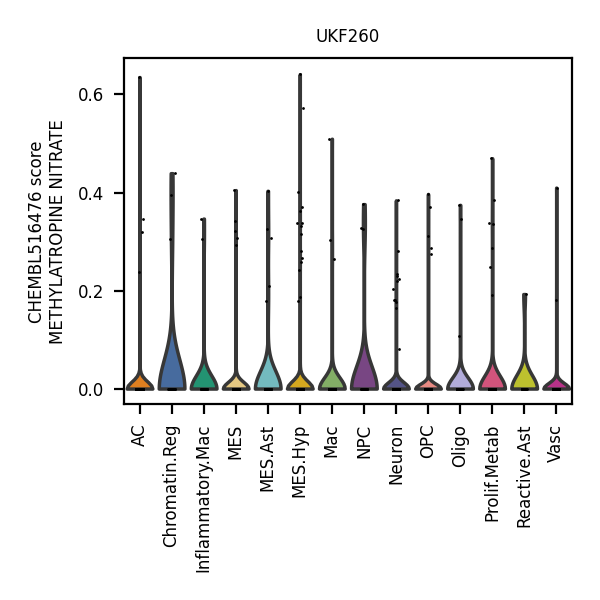 UKF260
CHEMBL516476 score
METHYLATROPINE NITRATE
0.6
0.4
0.2
0.0
AC
Chromatin.Reg
Inflammatory.Mac
MES
MES.Ast
MES.Hyp
Mac
NPC
Neuron
OPC
Oligo
Prolif.Metab
Reactive.Ast
Vasc